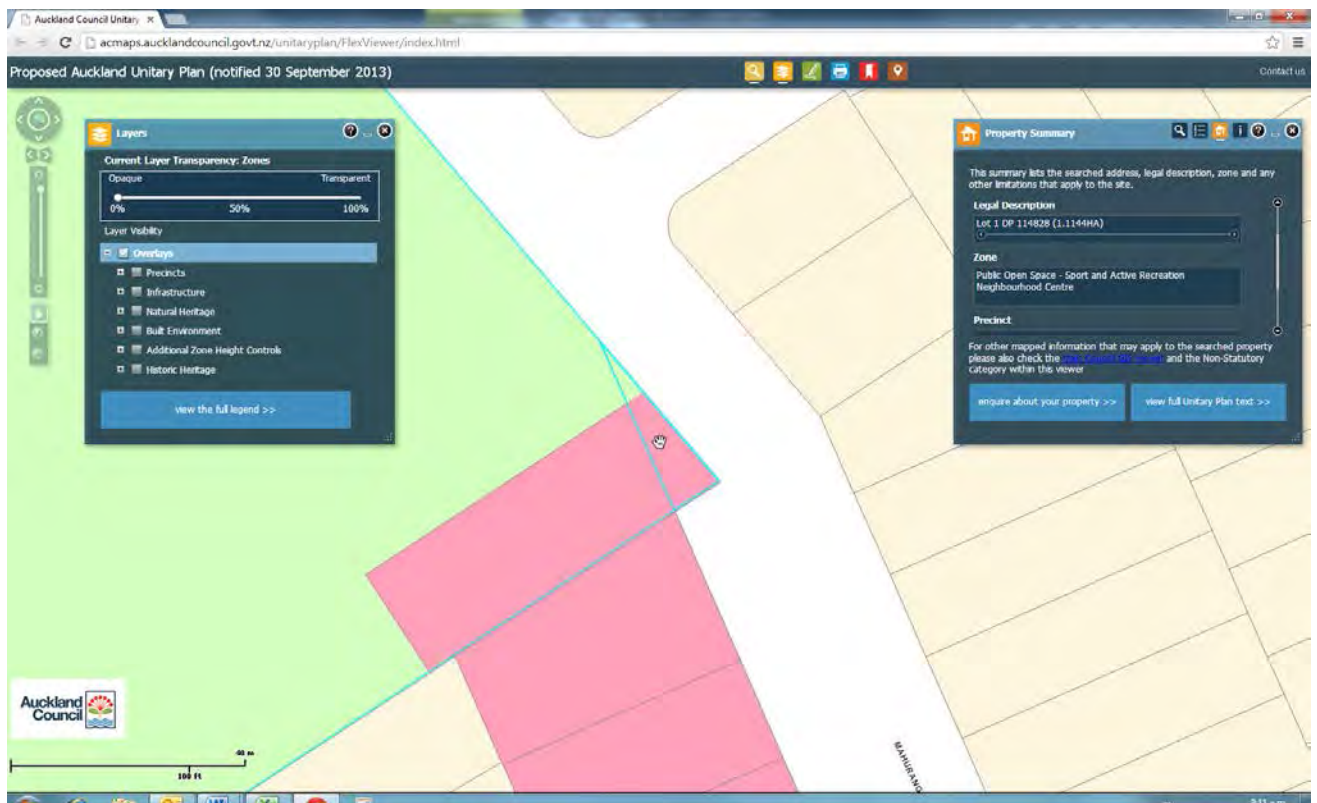 Auckland Council Unitary
acmaps.aucklandcouncil.govt.nz/unitaryplan/FlexViewer/index.html
Proposed Auckland Unitary Plan (notified 30 September 2013)
Contact us
Layers
Current Layer Transparency: Zones
Opaque
Transparent
0%
50%
100%
Layer Visibility
Overlays
Precincts
Infrastructure
Natural Heritage
Built Environment
Additional Zone Height Controls
Historic Heritage
view the full legend >>
Property Summary
This summary lists the searched address, legal description, zone and any
other limitations that apply to the site.
Legal Description
Lot 1 DP 114828 (1.1144HA)
Zone
Public Open Space - Sport and Active Recreation
Neighbourhood Centre
Precinct
For other mapped information that may apply to the searched property
please also check the and the Non-Statutory
category within this viewer
enquire about your property >>
view full Unitary Plan text >>
Auckland
Council
40 m
100 ft
MAHURANG